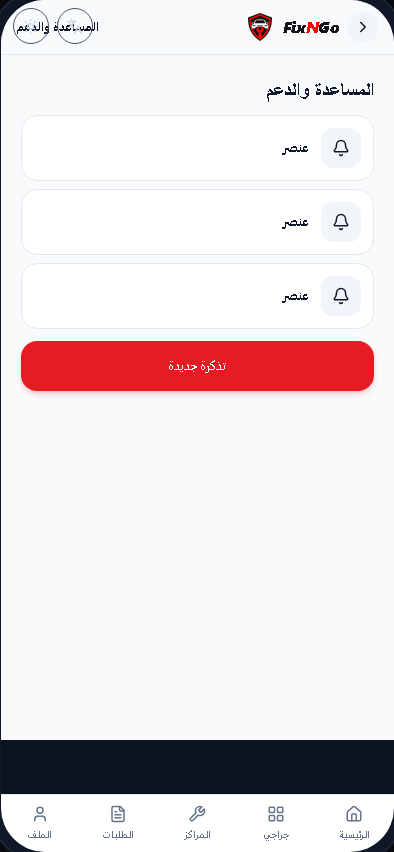 FixNGo
المساعدة والدعم
المساعدة والدعم
عنصر
عنصر
عنصر
تذكرة جديدة
الرئيسية
جراجي
المراكز
الطلبات
الملف